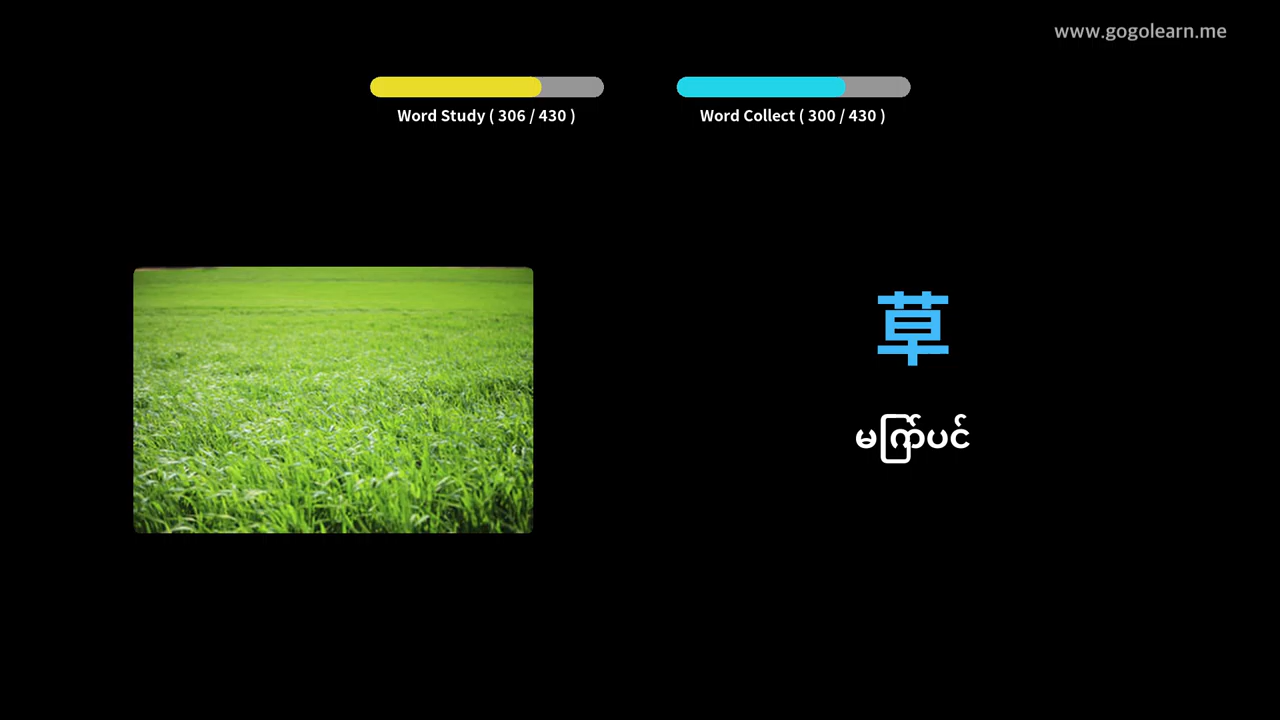 www.gogolearn.me
Word Study ( 306 / 430 )
Word Collect ( 300 / 430 )
草
မြက်ပင်